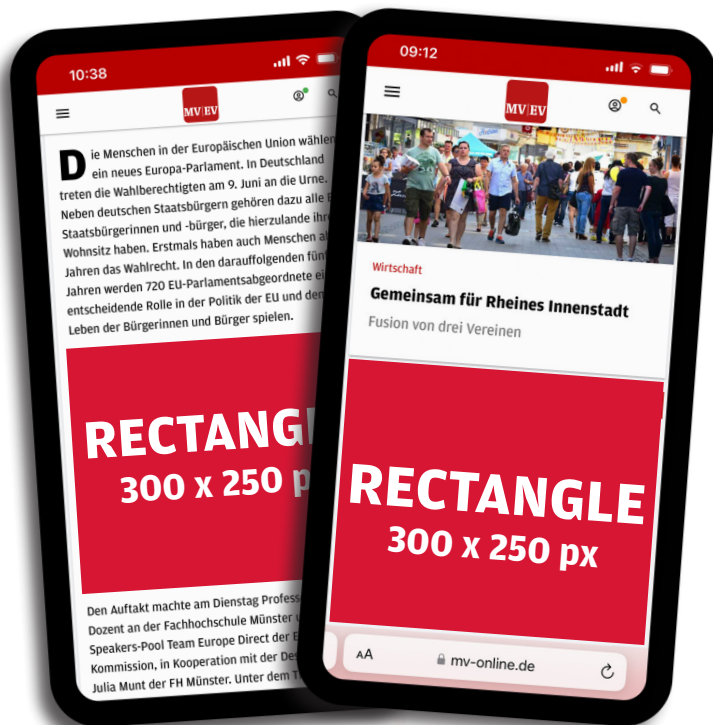 10:38
MV|EV
Die Menschen in der Europäischen Union wählen
ein neues Europa-Parlament. In Deutschland
treten die Wahlberechtigten am 9. Juni an die Urne.
Neben deutschen Staatsbürgern gehören dazu alle
Staatsbürgerinnen und -bürger, die hierzulande
Wohnsitz haben. Erstmals haben auch Menschen
Jahren das Wahlrecht. In den darauffolgenden
Jahren werden 720 EU-Parlamentsabgeordnete
entscheidende Rolle in der Politik der EU und
Leben der Bürgerinnen und Bürger spielen.
RECTANG
300 x 250 p
Den Auftakt machte am Dienstag
Dozent an der Fachhochschule Münster
Speakers-Pool Team Europe Direct der
Kommission, in Kooperation mit der
Julia Munt der FH Münster. Unter dem
09:12
MV|EV
Wirtschaft
Gemeinsam für Rheines Innenstadt
Fusion von drei Vereinen
RECTANGLE
300 x 250 px
AA
mv-online.de